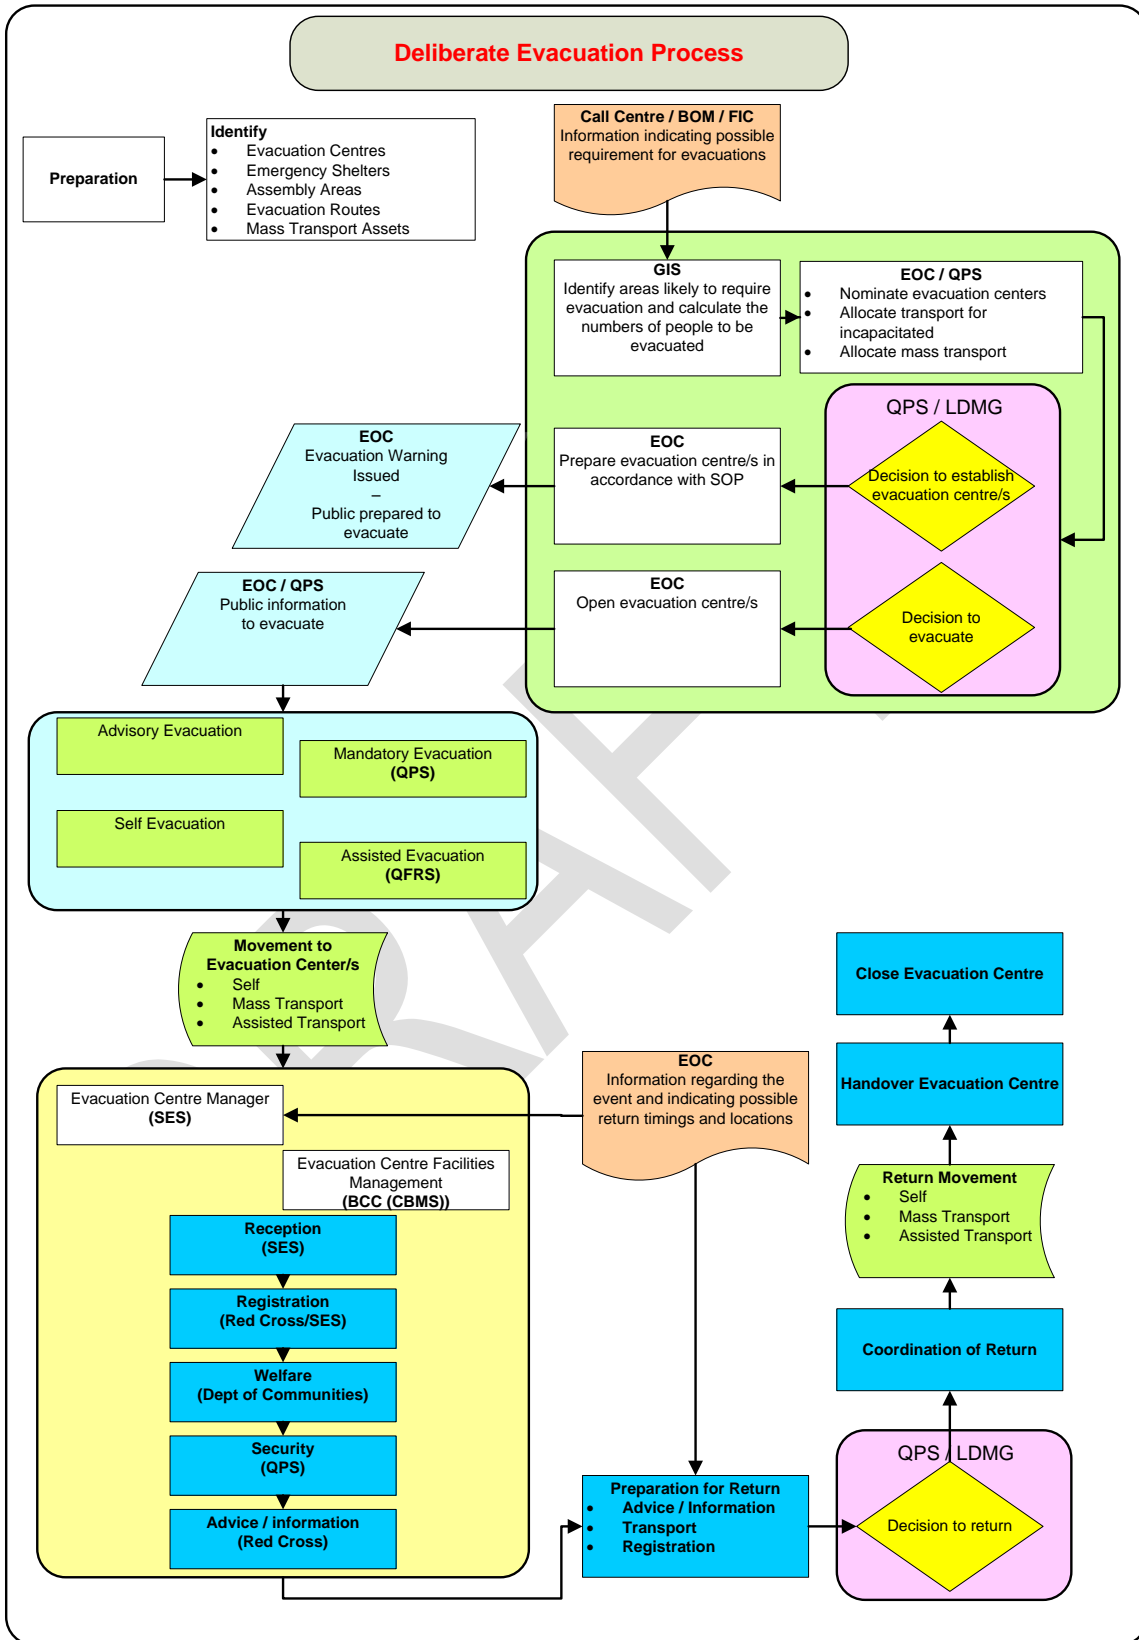 Deliberate Evacuation Process
Preparation
Identify
• Evacuation Centres
• Emergency Shelters
• Assembly Areas
• Evacuation Routes
• Mass Transport Assets
Call Centre / BOM / FIC
Information indicating possible
requirement for evacuations
GIS
Identify areas likely to require
evacuation and calculate the
numbers of people to be
evacuated
EOC / QPS
• Nominate evacuation centers
• Allocate transport for
incapacitated
• Allocate mass transport
QPS / LDMG
Decision to establish
evacuation centre/s
EOC
Prepare evacuation centre/s in
accordance with SOP
EOC
Evacuation Warning
Issued
–
Public prepared to
evacuate
Decision to
evacuate
EOC
Open evacuation centre/s
EOC / QPS
Public information
to evacuate
Advisory Evacuation
Mandatory Evacuation
(QPS)
Self Evacuation
Assisted Evacuation
(QFRS)
Movement to
Evacuation Center/s
• Self
• Mass Transport
• Assisted Transport
Evacuation Centre Manager
(SES)
Evacuation Centre Facilities
Management
(BCC (CBMS))
Reception
(SES)
Registration
(Red Cross/SES)
Welfare
(Dept of Communities)
Security
(QPS)
Advice / information
(Red Cross)
EOC
Information regarding the
event and indicating possible
return timings and locations
Preparation for Return
• Advice / Information
• Transport
• Registration
QPS / LDMG
Decision to return
Coordination of Return
Return Movement
• Self
• Mass Transport
• Assisted Transport
Handover Evacuation Centre
Close Evacuation Centre
DRAFT